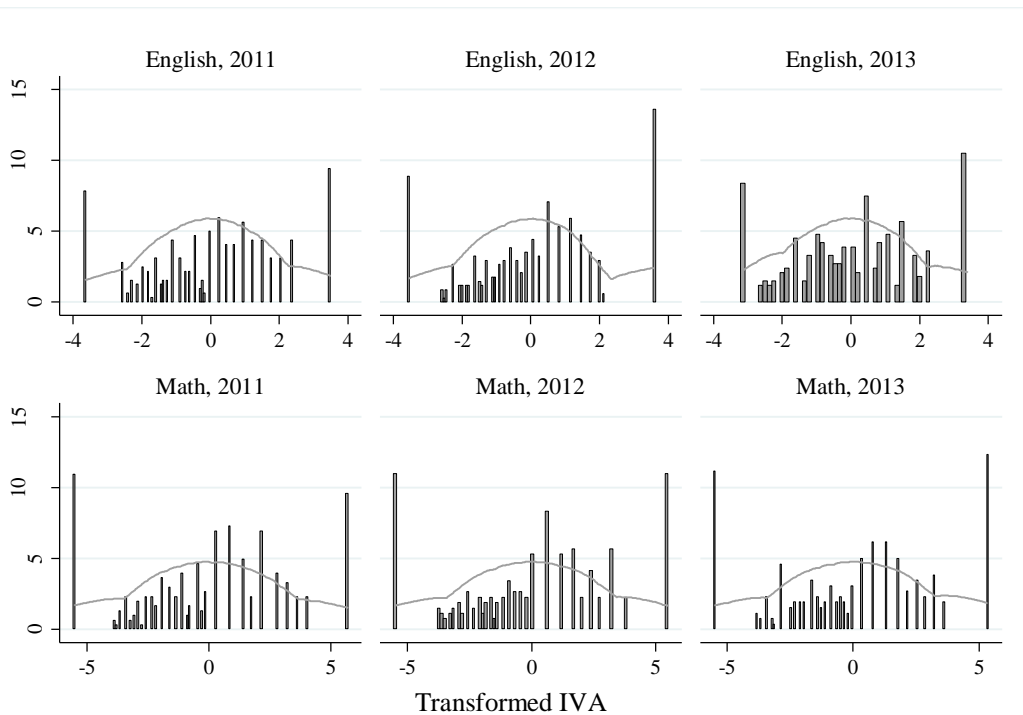 English, 2011
English, 2012
English, 2013
15
10
5
0
-4 -2 0 2 4
-4 -2 0 2 4
-4 -2 0 2 4
Math, 2011
Math, 2012
Math, 2013
15
10
5
0
-5 0 5
-5 0 5
-5 0 5
Transformed IVA